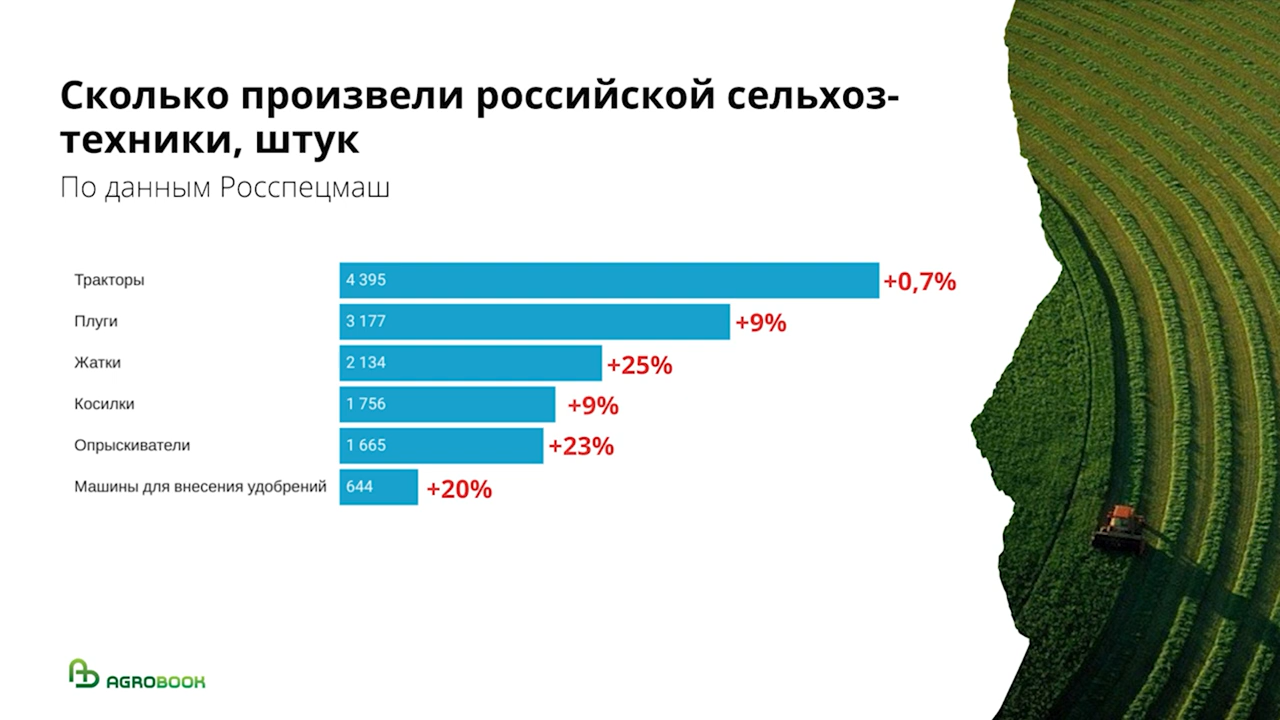 Сколько произвели российской сельхоз-
техники, штук
По данным Росспецмаш
Тракторы 4 395 +0,7%
Плуги 3 177 +9%
Жатки 2 134 +25%
Косилки 1 756 +9%
Опрыскиватели 1 665 +23%
Машины для внесения удобрений 644 +20%
AGROBOOK